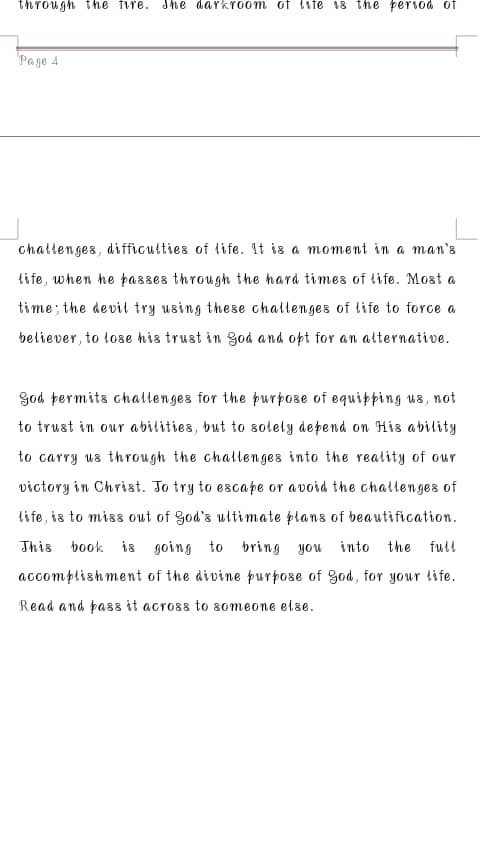 through the fire. The darkroom of life is the period of
Page 4
challenges, difficulties of life. It is a moment in a man's
life, when he passes through the hard times of life. Most a
time; the devil try using these challenges of life to force a
believer, to lose his trust in God and opt for an alternative.
God permits challenges for the purpose of equipping us, not
to trust in our abilities, but to solely depend on His ability
to carry us through the challenges into the reality of our
victory in Christ. To try to escape or avoid the challenges of
life, is to miss out of God's ultimate plans of beautification.
This book is going to bring you into the full
accomplishment of the divine purpose of God, for your life.
Read and pass it across to someone else.